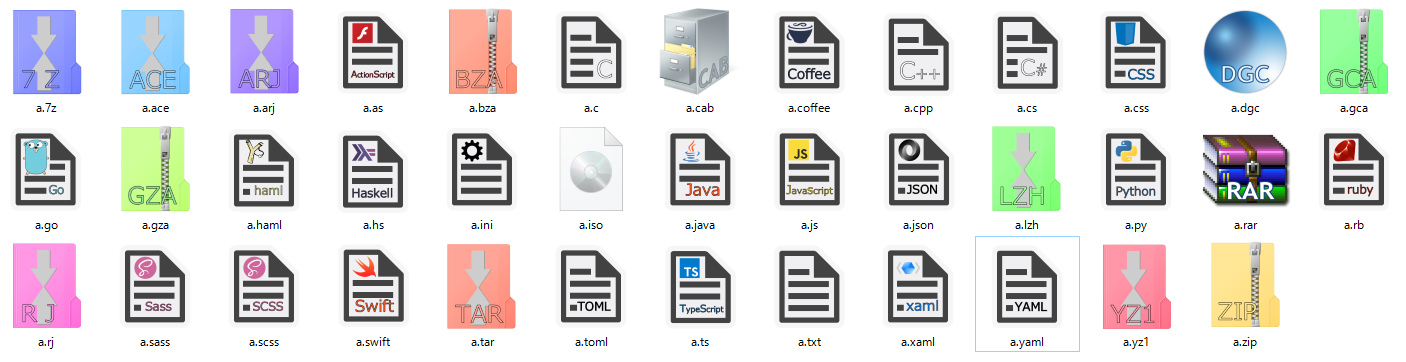 7 Z
ACE
ARJ
ActionScript
BZA
C
CAB
Coffee
C++
C#
CSS
DGC
GCA
a.7z
a.ace
a.arj
a.as
a.bza
a.c
a.cab
a.coffee
a.cpp
a.cs
a.css
a.dgc
a.gca
Go
GZA
haml
Haskell
Java
JS
JavaScript
JSON
LZH
Python
RAR
ruby
a.go
a.gza
a.haml
a.hs
a.ini
a.iso
a.java
a.js
a.json
a.lzh
a.py
a.rar
a.rb
R J
Sass
SCSS
Swift
TAR
TOML
TS
TypeScript
xaml
YAML
YZ1
ZIP
a.rj
a.sass
a.scss
a.swift
a.tar
a.toml
a.ts
a.txt
a.xaml
a.yaml
a.yz1
a.zip